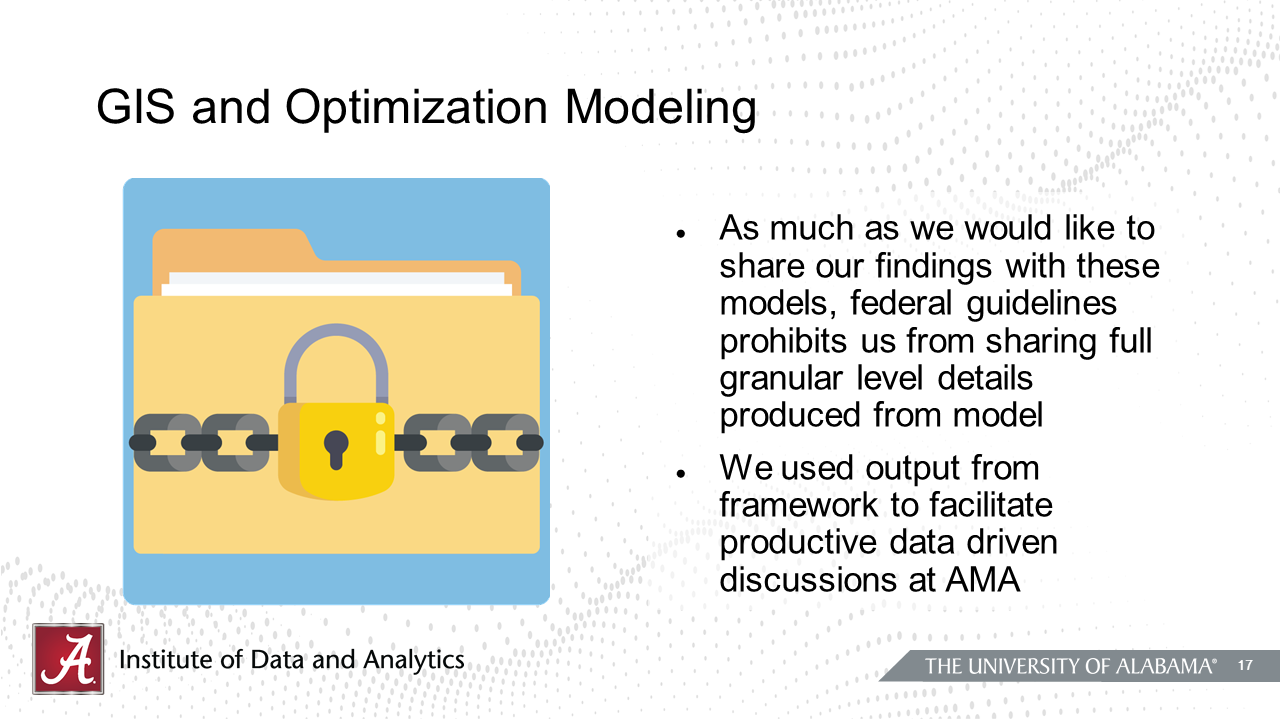 GIS and Optimization Modeling
● As much as we would like to
share our findings with these
models, federal guidelines
prohibits us from sharing full
granular level details
produced from model
● We used output from
framework to facilitate
productive data driven
discussions at AMA
A
Institute of Data and Analytics
THE UNIVERSITY OF ALABAMA® 17